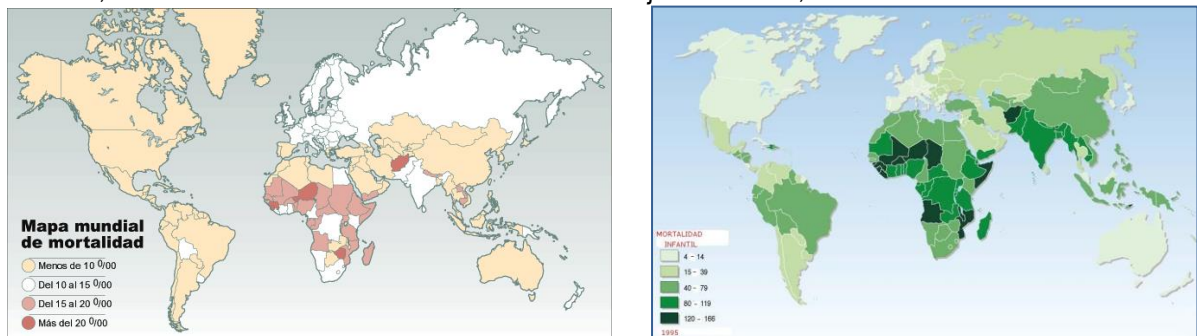 Mapa mundial
de mortalidad
Menos de 10 0/00
Del 10 al 15 0/00
Del 15 al 20 0/00
Más del 20 0/00
MORTALIDAD
INFANTIL
4 - 14
15 - 39
40 - 79
80 - 119
120 - 166
1995